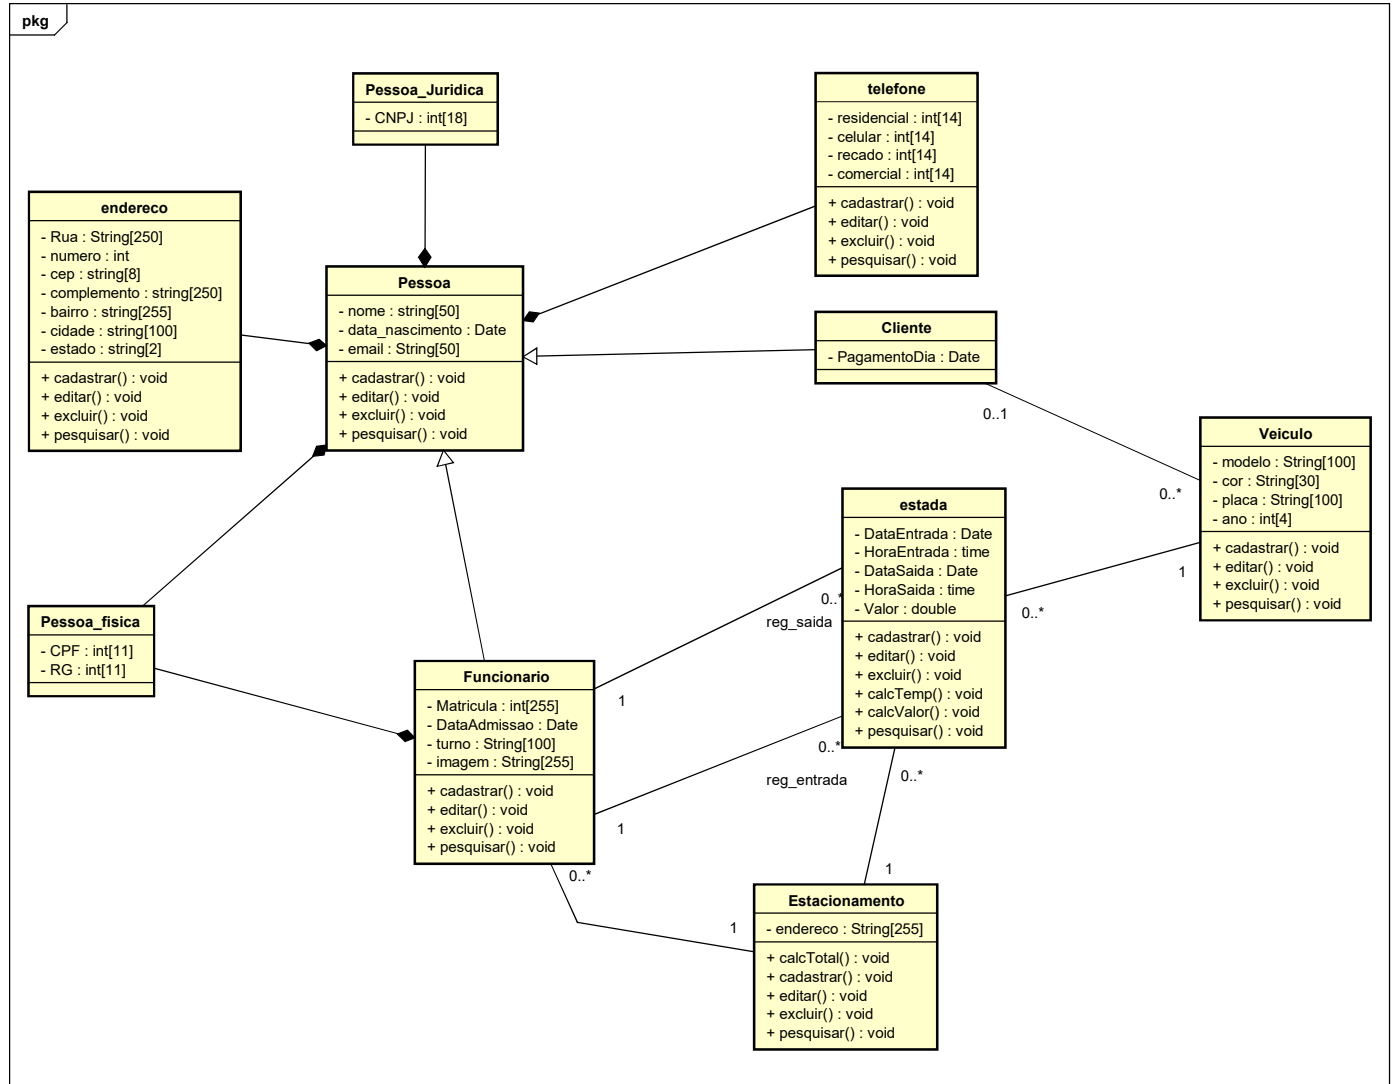 pkg
Pessoa_Juridica
- CNPJ : int[18]
telefone
- residencial : int[14]
- celular : int[14]
- recado : int[14]
- comercial : int[14]
+ cadastrar() : void
+ editar() : void
+ excluir() : void
+ pesquisar() : void
endereco
- Rua : String[250]
- numero : int
- cep : string[8]
- complemento : string[250]
- bairro : string[255]
- cidade : string[100]
- estado : string[2]
+ cadastrar() : void
+ editar() : void
+ excluir() : void
+ pesquisar() : void
Pessoa
- nome : string[50]
- data_nascimento : Date
- email : String[50]
+ cadastrar() : void
+ editar() : void
+ excluir() : void
+ pesquisar() : void
Cliente
- PagamentoDia : Date
0..1
0..*
Veiculo
- modelo : String[100]
- cor : String[30]
- placa : String[100]
- ano : int[4]
+ cadastrar() : void
+ editar() : void
+ excluir() : void
+ pesquisar() : void
estada
- DataEntrada : Date
- HoraEntrada : time
- DataSaida : Date
- HoraSaida : time
- Valor : double
+ cadastrar() : void
+ editar() : void
+ excluir() : void
+ calcTemp() : void
+ calcValor() : void
+ pesquisar() : void
1
0..*
0..*
reg_saida
1
Pessoa_fisica
- CPF : int[11]
- RG : int[11]
Funcionario
- Matricula : int[255]
- DataAdmissao : Date
- turno : String[100]
- imagem : String[255]
+ cadastrar() : void
+ editar() : void
+ excluir() : void
+ pesquisar() : void
0..*
reg_entrada
1
0..*
0..*
1
1
Estacionamento
- endereco : String[255]
+ calcTotal() : void
+ cadastrar() : void
+ editar() : void
+ excluir() : void
+ pesquisar() : void